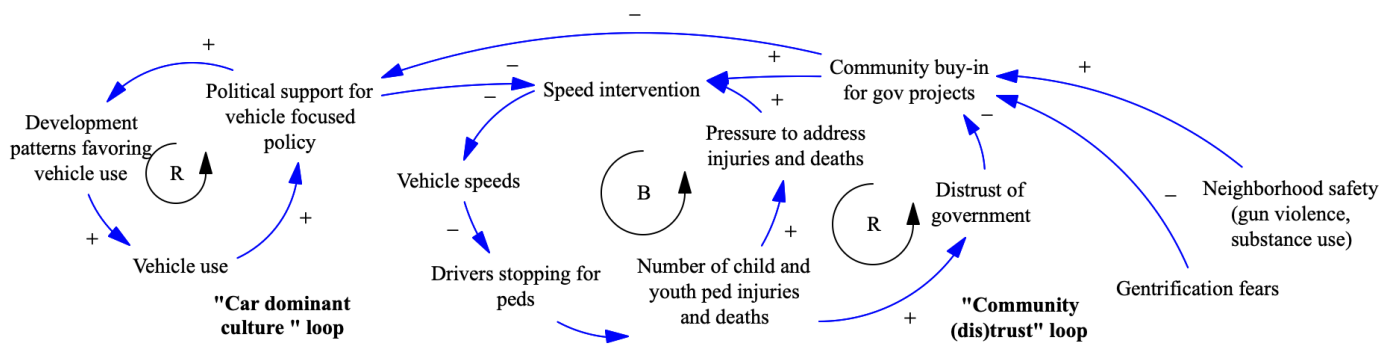 −
+
+
−
+
Political support for
vehicle focused
policy
−
Speed intervention
Community buy-in
for gov projects
+
−
Development
patterns favoring
vehicle use
R
Pressure to address
injuries and deaths
−
Vehicle speeds
B
R
Distrust of
government
−
Neighborhood safety
(gun violence,
substance use)
+
+
−
+
Vehicle use
Drivers stopping for
peds
Number of child and
youth ped injuries
and deaths
Gentrification fears
"Car dominant
culture " loop
+
"Community
(dis)trust" loop